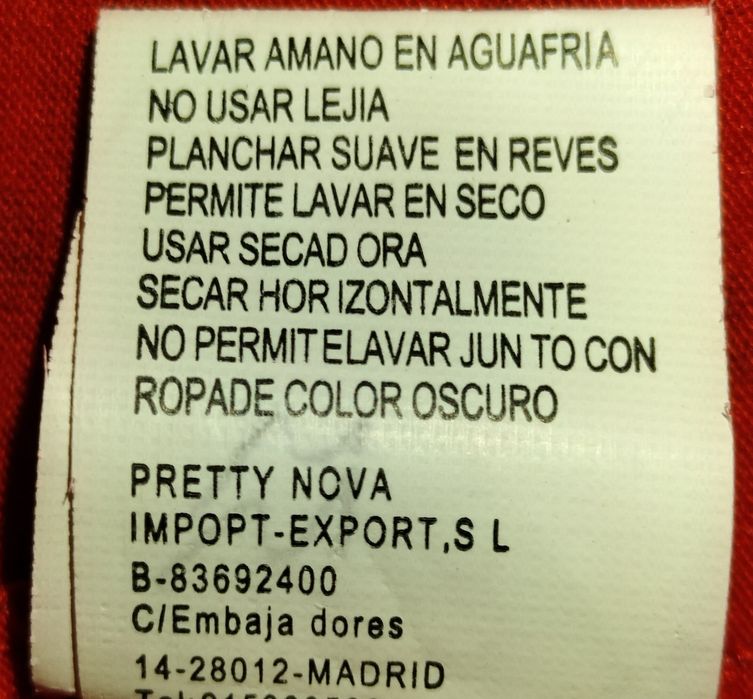 LAVAR AMANO EN AGUAFRIA
NO USAR LEJIA
PLANCHAR SUAVE EN REVES
PERMITE LAVAR EN SECO
USAR SECAD ORA
SECAR HOR IZONTALMENTE
NO PERMITELAVAR JUN TO CON
ROPADE COLOR OSCURO
PRETTY NOVA
IMPOPT-EXPORT,S L
B-83692400
C/Embaja dores
14-28012-MADRID